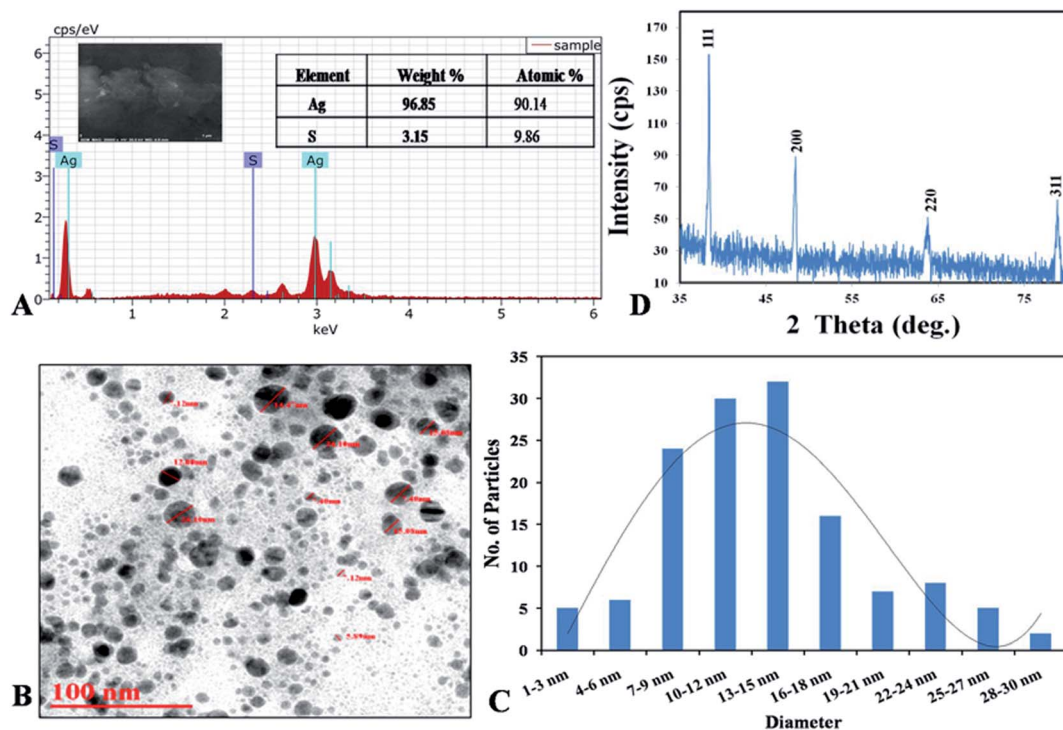 cps/eV
sample
Element Weight % Atomic %
Ag 96.85 90.14
S 3.15 9.86
6
5
4
3
2
1
0
S
Ag
S
Ag
1 2 3 4 5 6
keV
A
Intensity (cps)
170
150
130
110
90
70
50
30
10
111
200
220
311
35 45 55 65 75
2 Theta (deg.)
D
100 nm
B
No. of Particles
35
30
25
20
15
10
5
0
1-3 nm
4-6 nm
7-9 nm
10-12 nm
13-15 nm
16-18 nm
19-21 nm
22-24 nm
25-27 nm
28-30 nm
Diameter
C